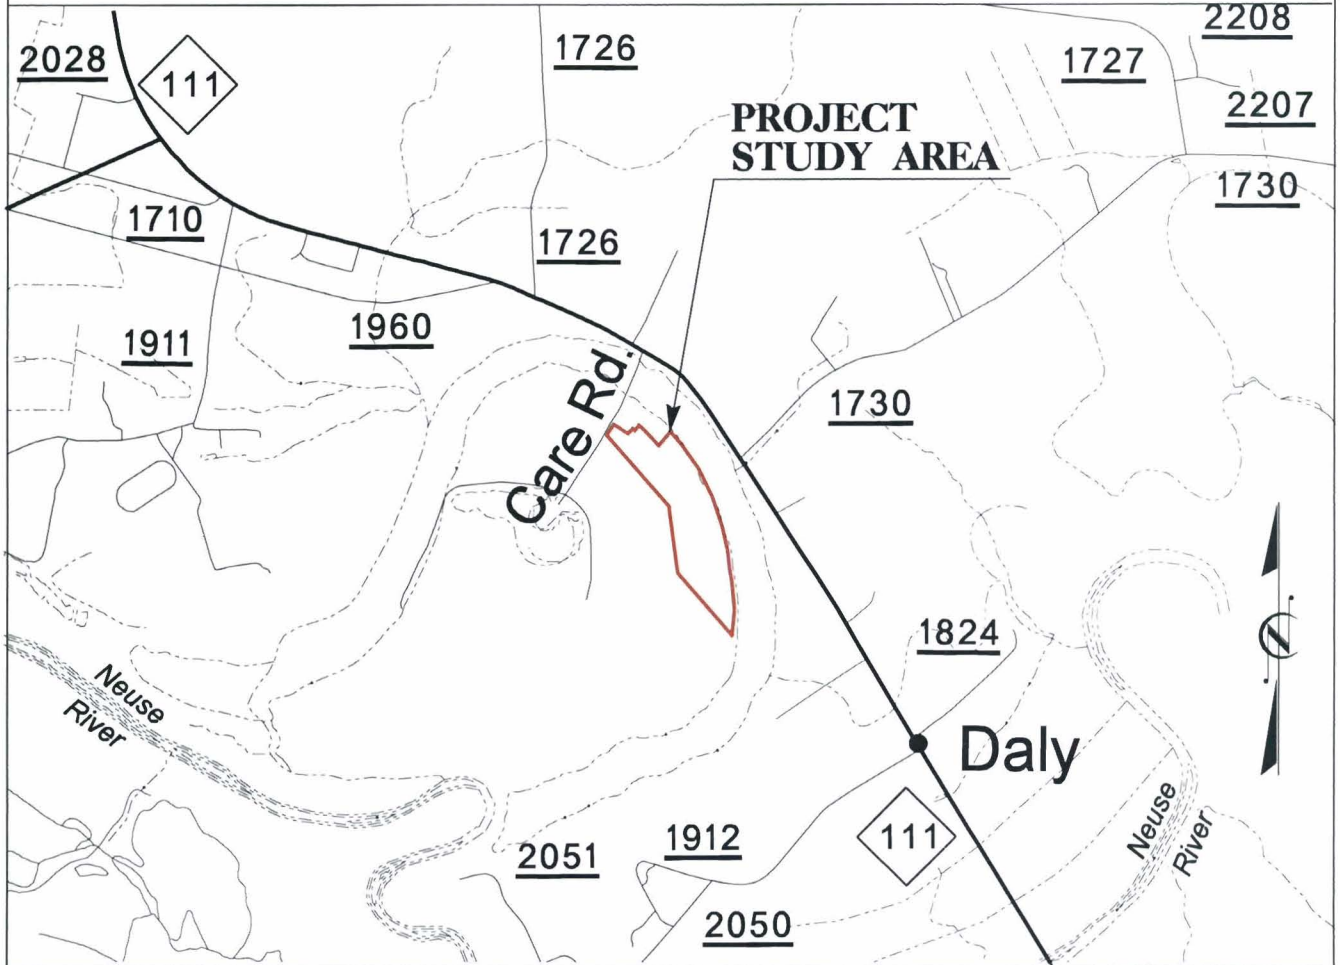 2208
2028
111
1726
1727
PROJECT
STUDY AREA
2207
1730
1710
1726
1960
1911
Care Rd.
1730
1824
Neuse
River
Daly
111
Neuse
River
1912
2051
2050
N